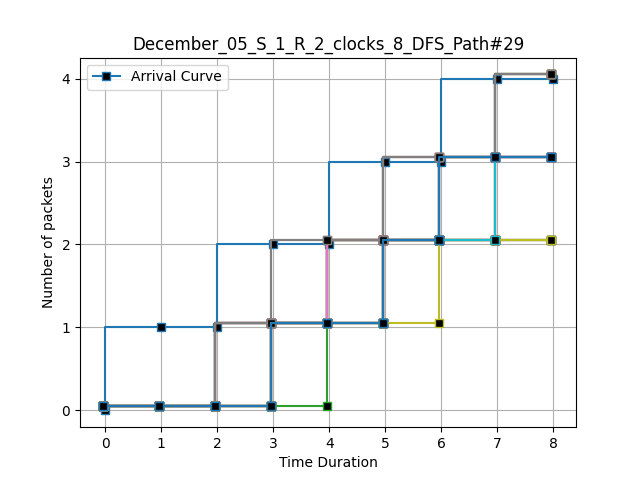 December_05_S_1_R_2_clocks_8_DFS_Path#29
Arrival Curve
Number of packets
4
3
2
1
0
0 1 2 3 4 5 6 7 8
Time Duration